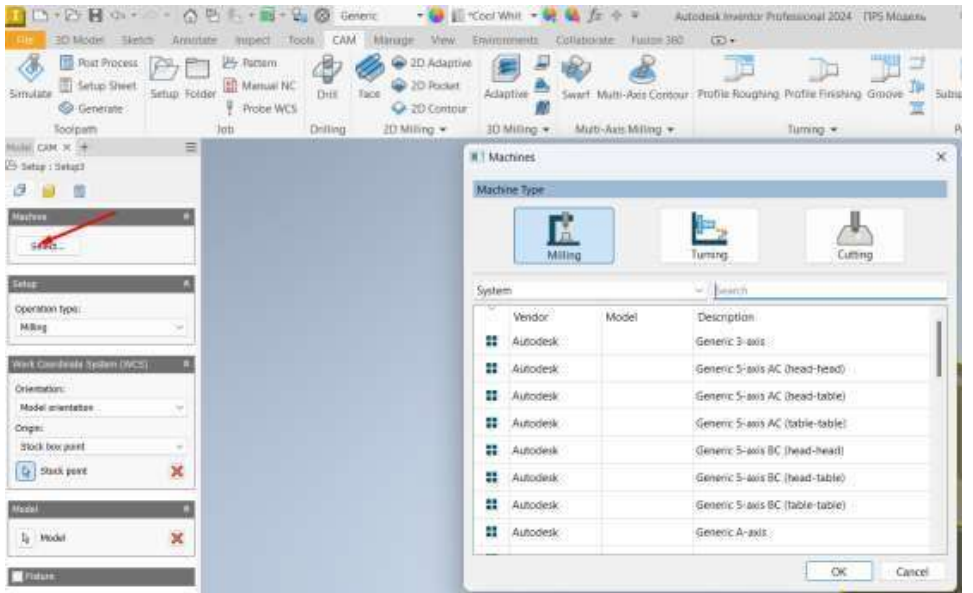 Generic
"Cool Whit
fx
Autodesk Inventor Professional 2024 ПРS Модель
File 3D Model Sketch Annotate Inspect Tools CAM Manage View Environments Collaborate Fusion 360
Simulate
Post Process
Setup Sheet
Generate
Toolpath
Setup Folder
Pattern
Manual NC
Probe WCS
Job
Drill
Drilling
Face
2D Adaptive
2D Pocket
2D Contour
2D Milling
Adaptive
3D Milling
Swarf Multi-Axis Contour
Multi-Axis Milling
Profile Roughing Profile Finishing Groove
Turning
Model CAM × +
Setup : Setup3
Machine
Select...
Setup
Operation type:
Milling
Work Coordinate System (WCS)
Orientation:
Model orientation
Origin:
Stock box point
Stock point
Model
Model
Fixture
Machines
Machine Type
Milling Turning Cutting
System Search
Vendor Model Description
Autodesk Generic 3-axis
Autodesk Generic 5-axis AC (head-head)
Autodesk Generic 5-axis AC (head-table)
Autodesk Generic 5-axis AC (table-table)
Autodesk Generic 5-axis BC (head-head)
Autodesk Generic 5-axis BC (head-table)
Autodesk Generic 5-axis BC (table-table)
Autodesk Generic A-axis
OK Cancel